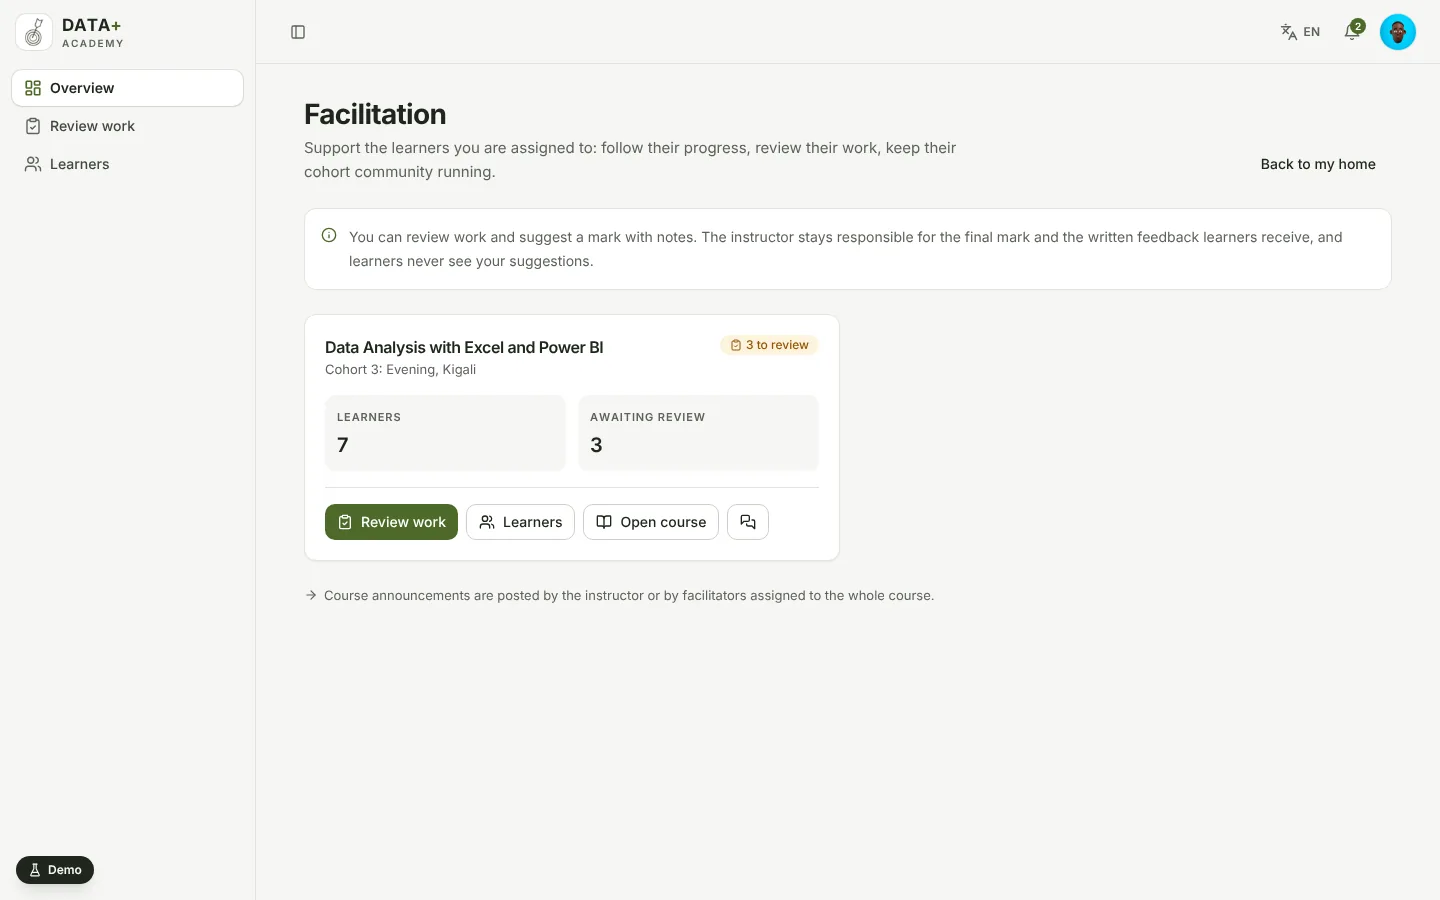 DATA+
ACADEMY
EN
2
Overview
Review work
Learners
Facilitation
Support the learners you are assigned to: follow their progress, review their work, keep their
cohort community running.
Back to my home
You can review work and suggest a mark with notes. The instructor stays responsible for the final mark and the written feedback learners receive, and
learners never see your suggestions.
Data Analysis with Excel and Power BI
3 to review
Cohort 3: Evening, Kigali
LEARNERS
7
AWAITING REVIEW
3
Review work
Learners
Open course
Course announcements are posted by the instructor or by facilitators assigned to the whole course.
Demo